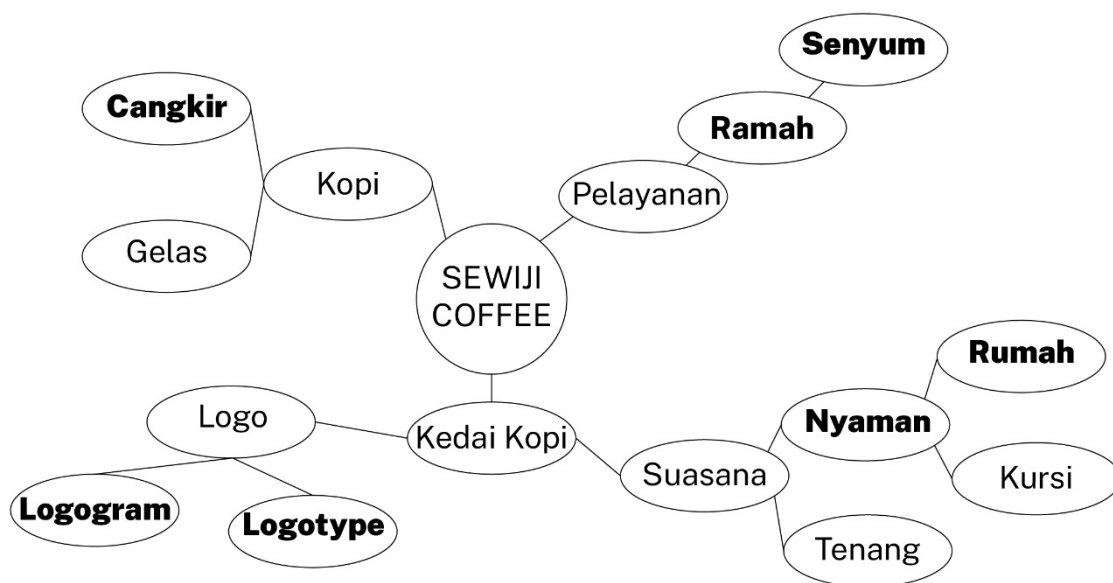 Senyum
Cangkir
Ramah
Kopi
Pelayanan
Gelas
SEWIJI
COFFEE
Rumah
Logo
Kedai Kopi
Nyaman
Suasana
Kursi
Logogram
Logotype
Tenang